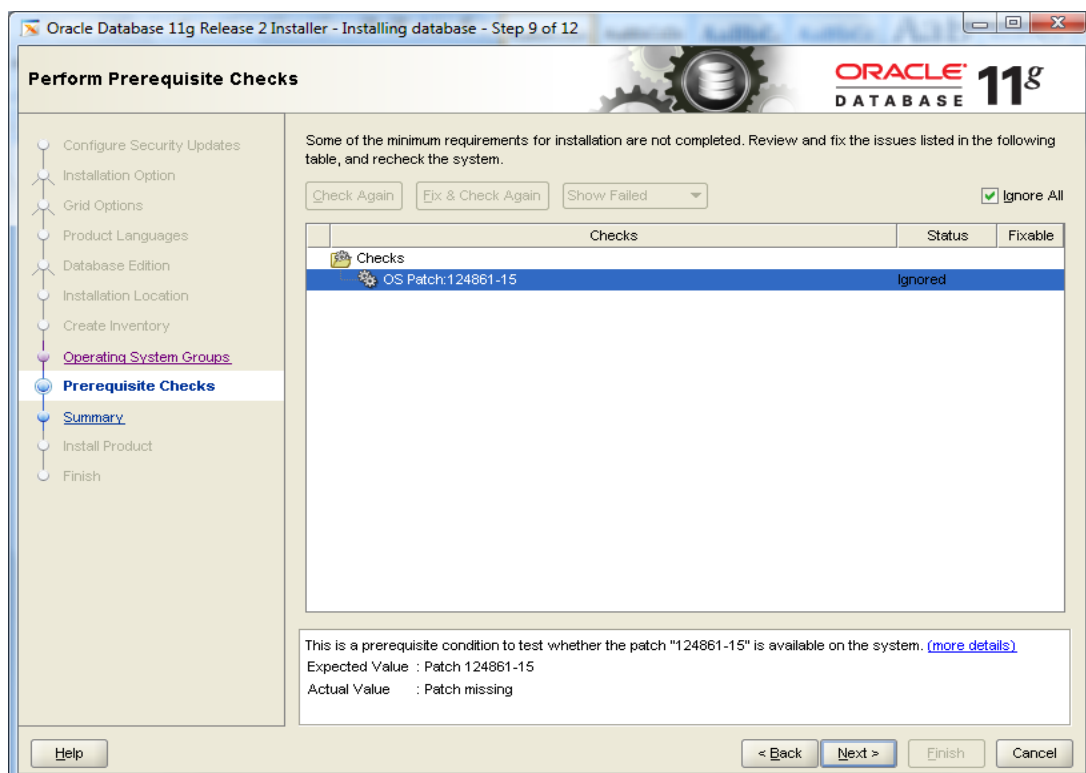 Oracle Database 11g Release 2 Installer - Installing database - Step 9 of 12
Perform Prerequisite Checks
ORACLE
DATABASE 11g
Configure Security Updates
Installation Option
Grid Options
Product Languages
Database Edition
Installation Location
Create Inventory
Operating System Groups
Prerequisite Checks
Summary
Install Product
Finish
Some of the minimum requirements for installation are not completed. Review and fix the issues listed in the following
table, and recheck the system.
Check Again Fix & Check Again Show Failed Ignore All
Checks Status Fixable
Checks
OS Patch:124861-15 Ignored
This is a prerequisite condition to test whether the patch "124861-15" is available on the system. (more details)
Expected Value : Patch 124861-15
Actual Value : Patch missing
Help < Back Next > Finish Cancel